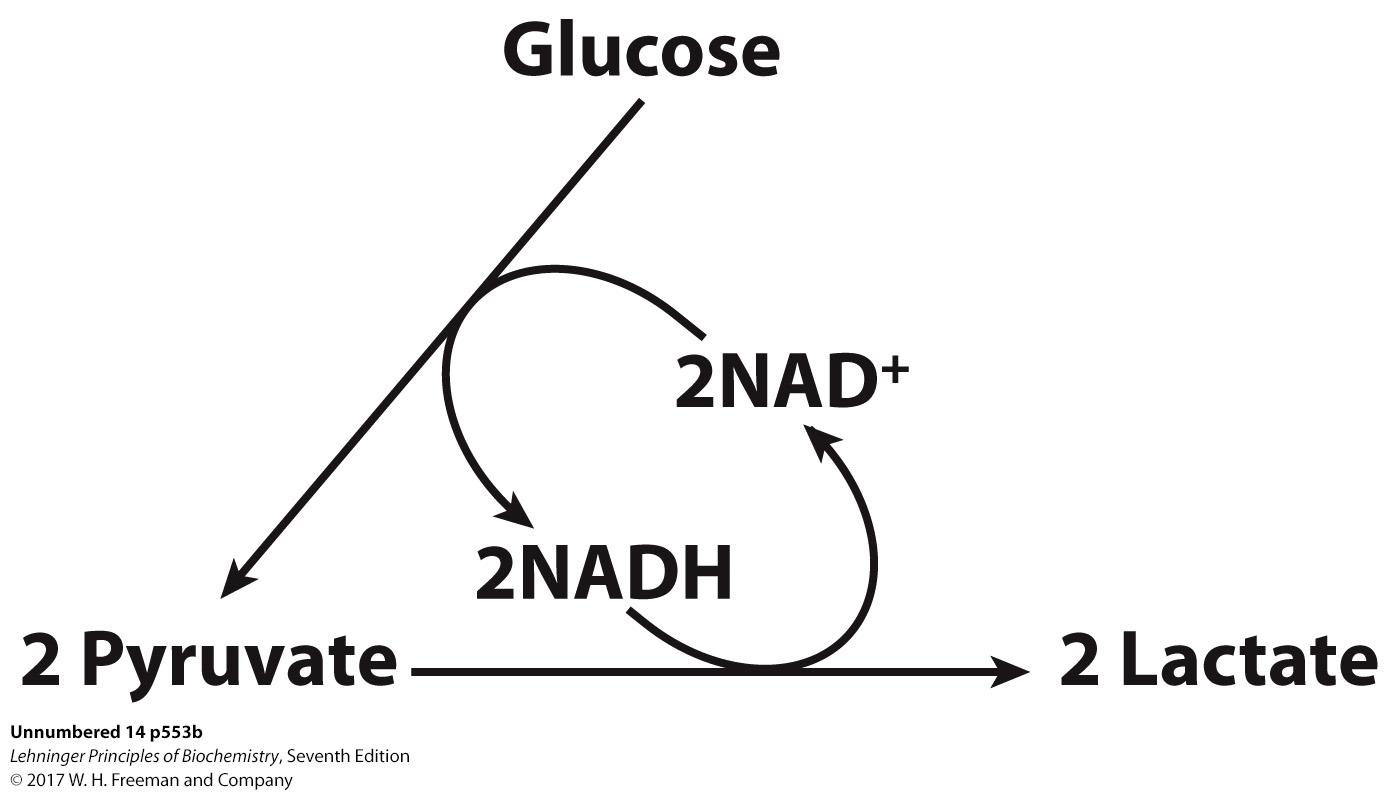 Glucose
2NAD+
2NADH
2 Pyruvate
2 Lactate
Unnumbered 14 p553b
Lehninger Principles of Biochemistry, Seventh Edition
© 2017 W. H. Freeman and Company